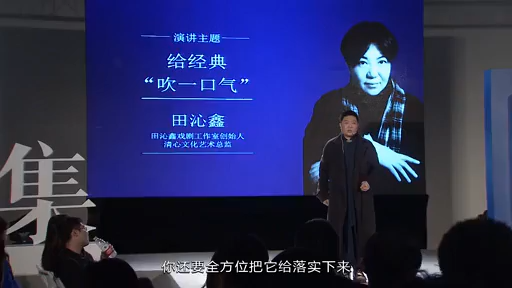 演讲主题
给经典
“吹一口气”
田沁鑫
田沁鑫戏剧工作室创始人
清心文化艺术总监
集
你还要全方位把它给落实下来